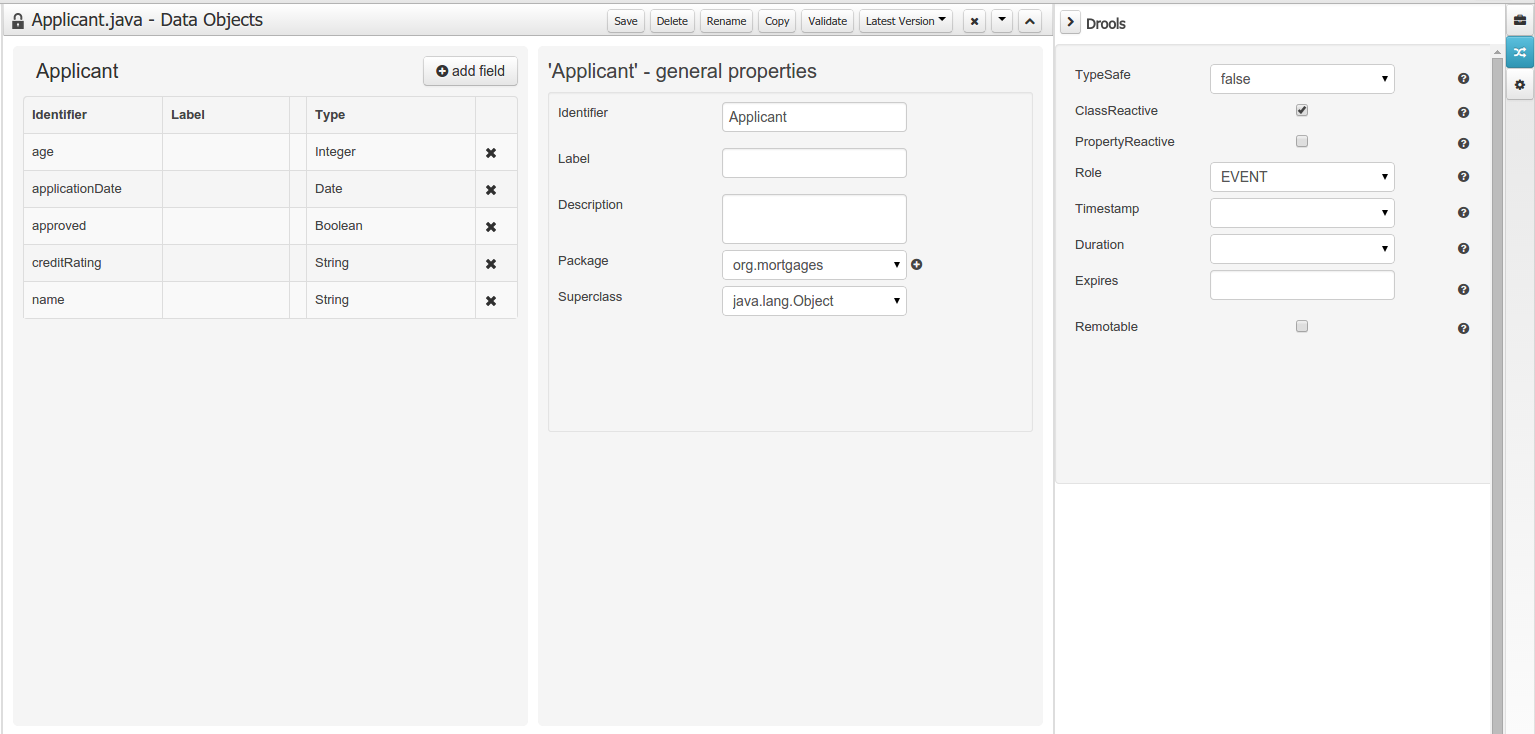 Applicant.java - Data Objects
Save Delete Rename Copy Validate Latest Version
Applicant
add field
Identifier Label Type
age Integer
applicationDate Date
approved Boolean
creditRating String
name String
'Applicant' - general properties
Identifier Applicant
Label
Description
Package org.mortgages
Superclass java.lang.Object
Drools
TypeSafe false
ClassReactive
PropertyReactive
Role EVENT
Timestamp
Duration
Expires
Remotable